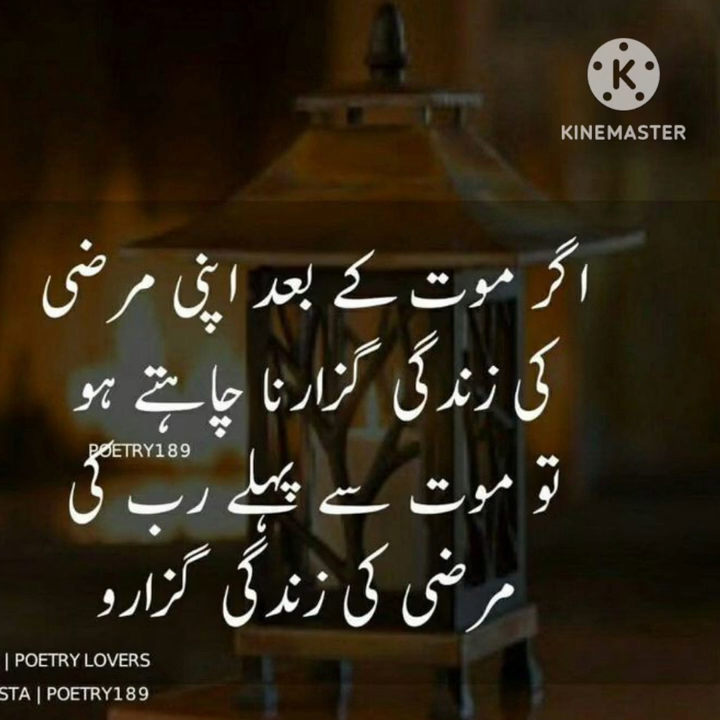 KINEMASTER
اگر موت کے بعد اپنی مرضی
کی زندگی گزارنا چاہتے ہو
POETRY189
تو موت سے پہلے رب کی
مرضی کی زندگی گزارو
| POETRY LOVERS
STA | POETRY189